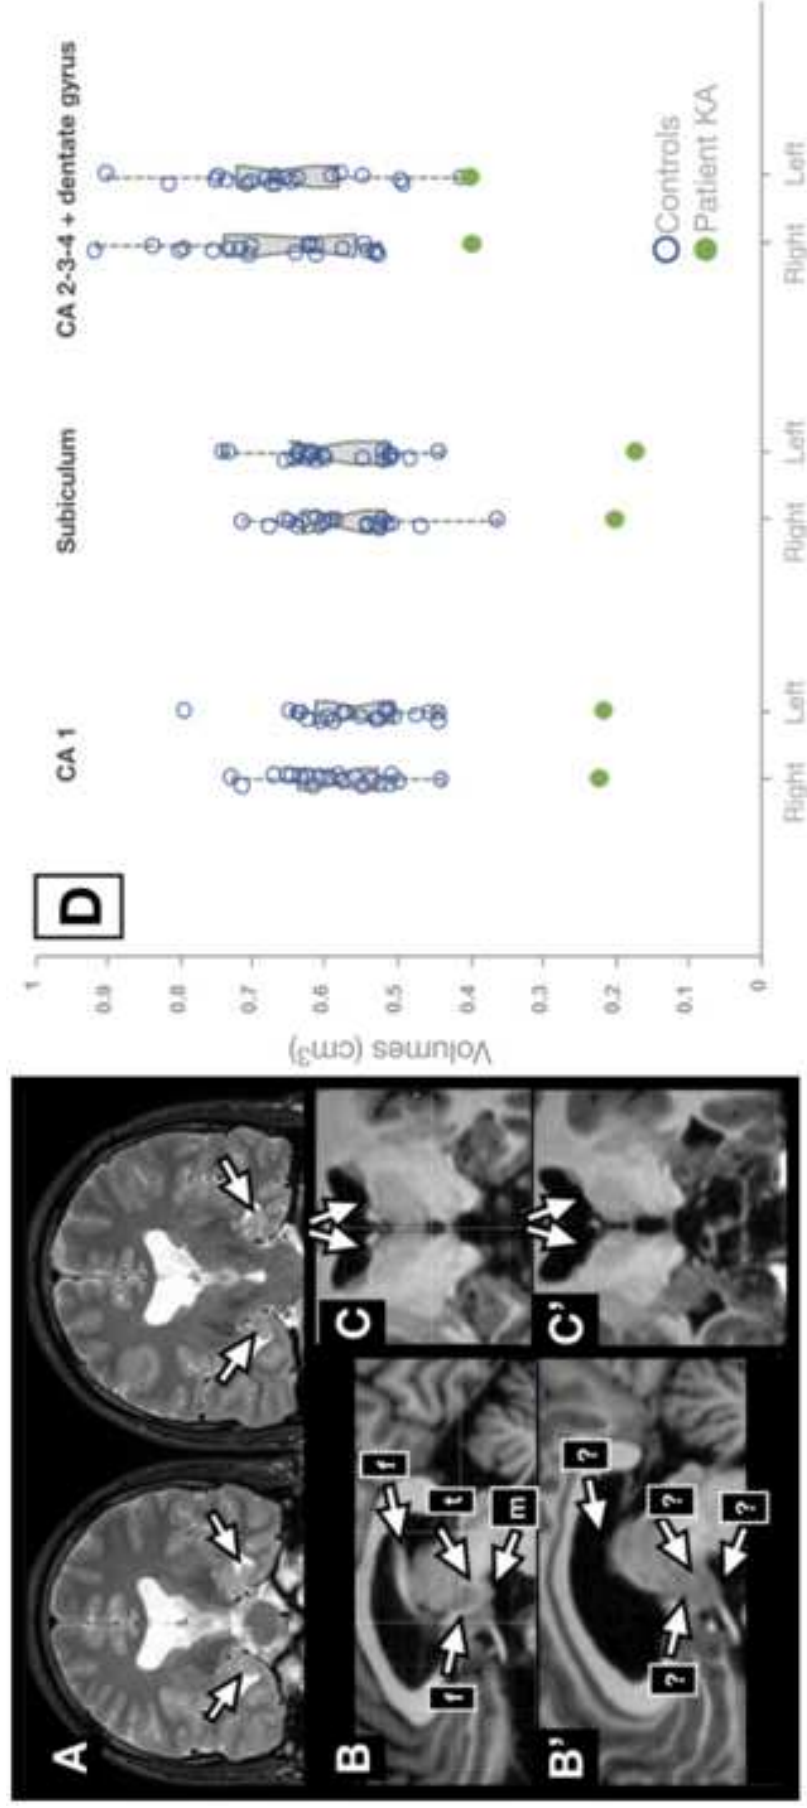 A
B
f
f
t
m
B'
?
?
?
?
C
C'
D
CA 1
Subiculum
CA 2-3-4 + dentate gyrus
Volumes (cm³)
1
0.9
0.8
0.7
0.6
0.5
0.4
0.3
0.2
0.1
0
Right Left Right Left Right Left
Controls
Patient KA